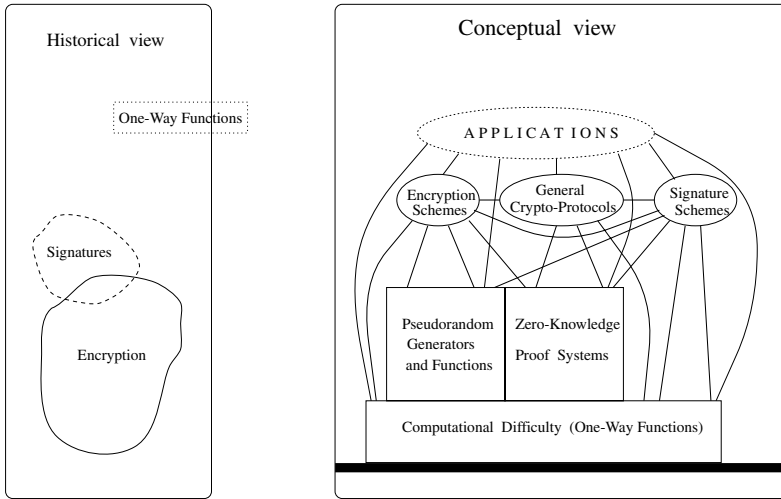 Historical view
One-Way Functions
Signatures
Encryption
Conceptual view
APPLICATIONS
Encryption
Schemes
General
Crypto-Protocols
Signature
Schemes
Pseudorandom
Generators
and Functions
Zero-Knowledge
Proof Systems
Computational Difficulty (One-Way Functions)